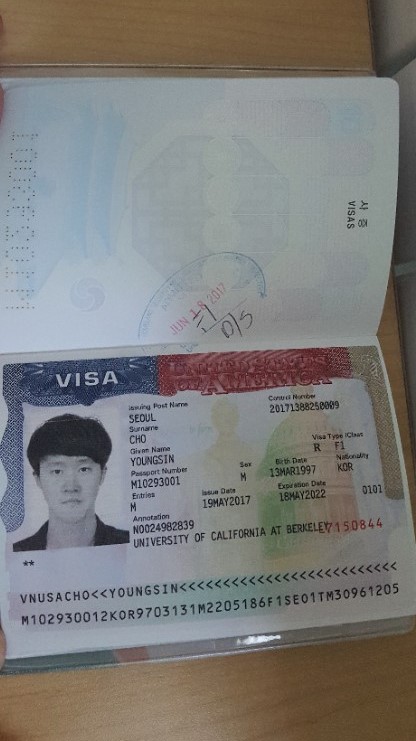 사증
VISAS
JUN 18 2017
F1
D/S
VISA
UNITED STATES
OF AMERICA
Issuing Post Name
SEOUL
Control Number
20171388250009
Surname
CHO
Given Name
YOUNGSIN
Visa Type /Class
R F1
Passport Number
M10293001
Sex
M
Birth Date
13MAR1997
Nationality
KOR
Entries
M
Issue Date
19MAY2017
Expiration Date
18MAY2022
0101
Annotation
N0024982839
UNIVERSITY OF CALIFORNIA AT BERKELEY
**
VNUSACHO<<YOUNGSIN<<<<<<<<<<<<<<<<<<<<<<<<<<
M102930012KOR9703131M2205186F1SE01TM30961205